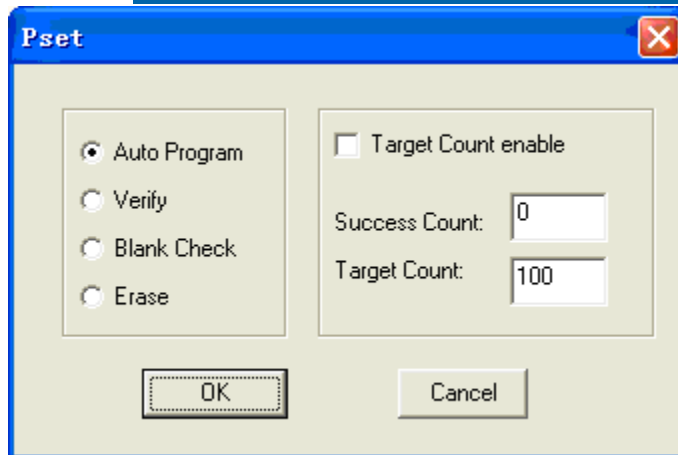 Pset
Auto Program
Verify
Blank Check
Erase
Target Count enable
Success Count: 0
Target Count: 100
OK
Cancel